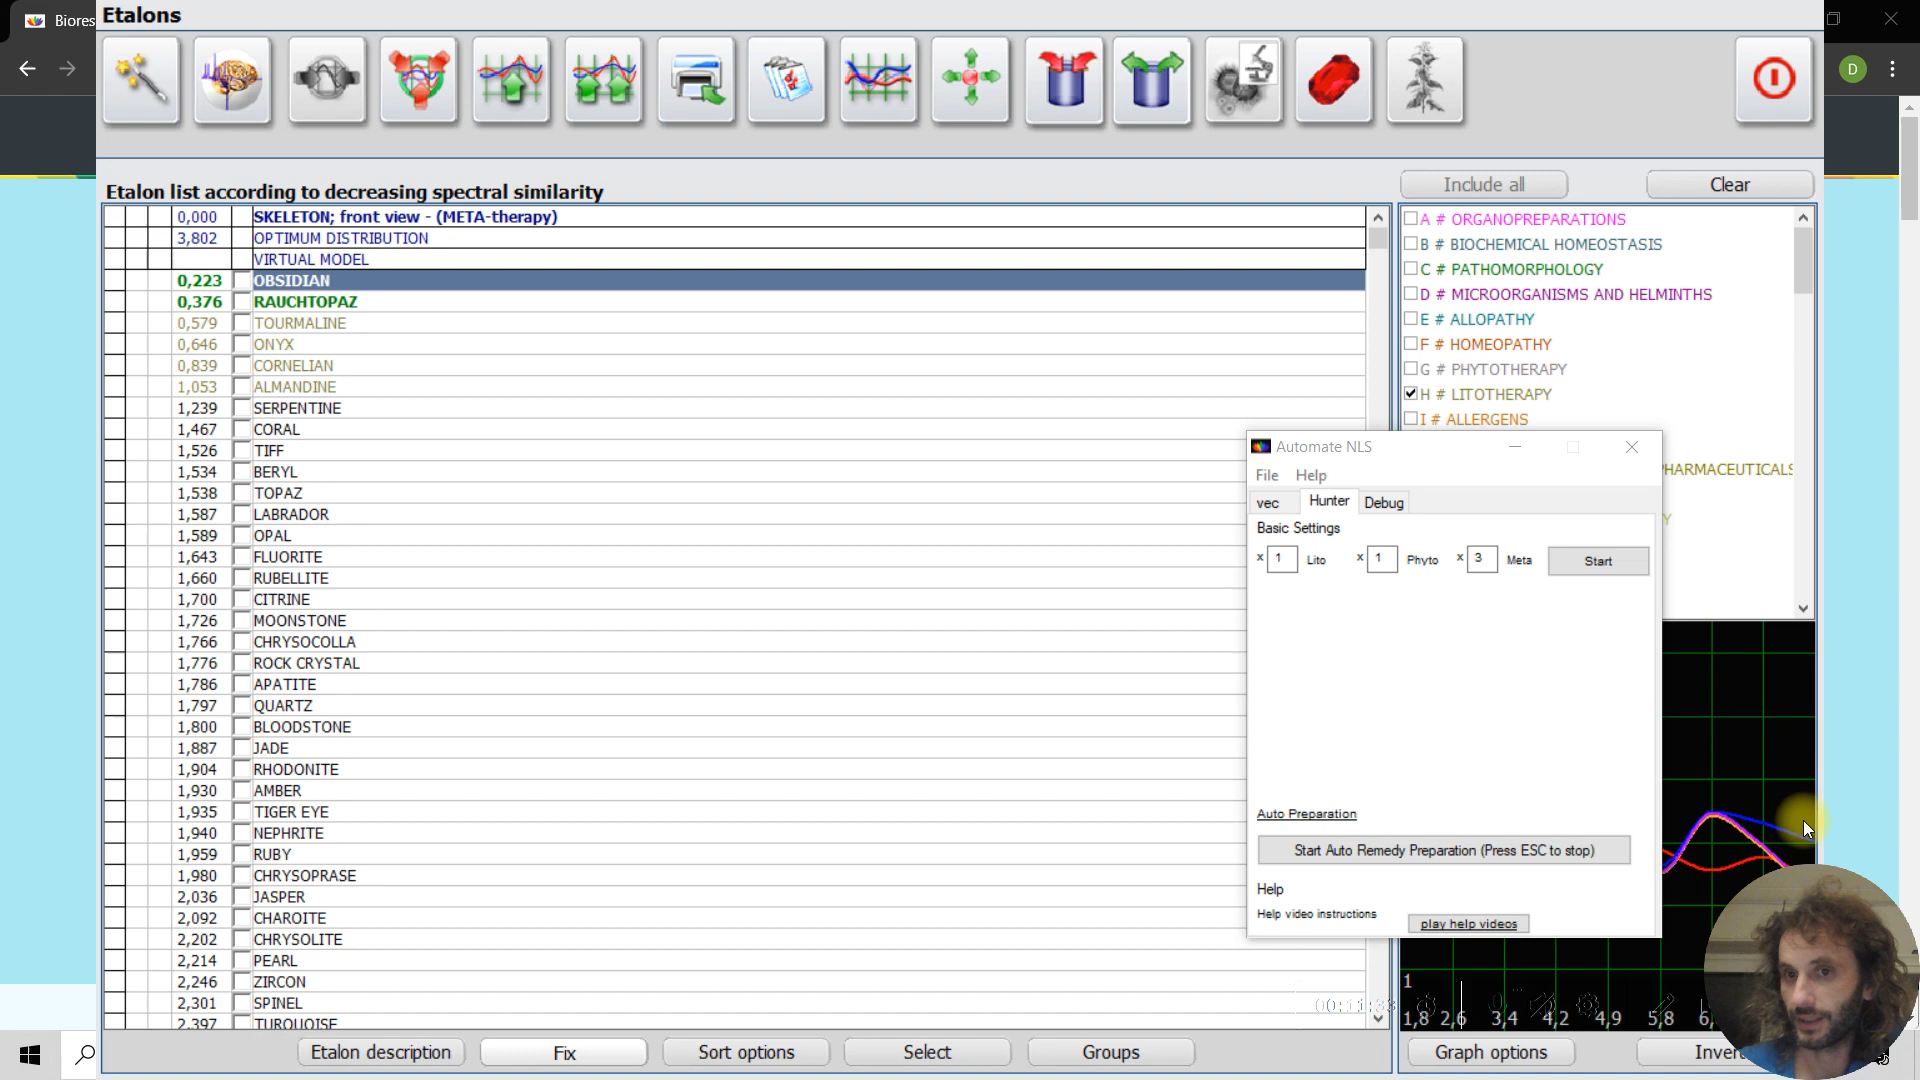 Etalons
Biores
D
Etalon list according to decreasing spectral similarity
Include all
Clear
0,000 SKELETON; front view - (META-therapy)
3,802 OPTIMUM DISTRIBUTION
VIRTUAL MODEL
0,223 OBSIDIAN
0,376 RAUCHTOPAZ
0,579 TOURMALINE
0,646 ONYX
0,839 CORNELIAN
1,053 ALMANDINE
1,239 SERPENTINE
1,467 CORAL
1,526 TIFF
1,534 BERYL
1,538 TOPAZ
1,587 LABRADOR
1,589 OPAL
1,643 FLUORITE
1,660 RUBELLITE
1,700 CITRINE
1,726 MOONSTONE
1,766 CHRYSOCOLLA
1,776 ROCK CRYSTAL
1,786 APATITE
1,797 QUARTZ
1,800 BLOODSTONE
1,887 JADE
1,904 RHODONITE
1,930 AMBER
1,935 TIGER EYE
1,940 NEPHRITE
1,959 RUBY
1,980 CHRYSOPRASE
2,036 JASPER
2,092 CHAROITE
2,202 CHRYSOLITE
2,214 PEARL
2,246 ZIRCON
2,301 SPINEL
2,397 TURQUOISE
A # ORGANOPREPARATIONS
B # BIOCHEMICAL HOMEOSTASIS
C # PATHOMORPHOLOGY
D # MICROORGANISMS AND HELMINTHS
E # ALLOPATHY
F # HOMEOPATHY
G # PHYTOTHERAPY
H # LITOTHERAPY
I # ALLERGENS
PHARMACEUTICALS
Y
Automate NLS
File Help
vec Hunter Debug
Basic Settings
x 1 Lito x 1 Phyto x 3 Meta Start
Auto Preparation
Start Auto Remedy Preparation (Press ESC to stop)
Help
Help video instructions play help videos
1
1,8 2,6 3,4 4,2 4,9 5,8 6,
Etalon description
Fix
Sort options
Select
Groups
Graph options
Inver